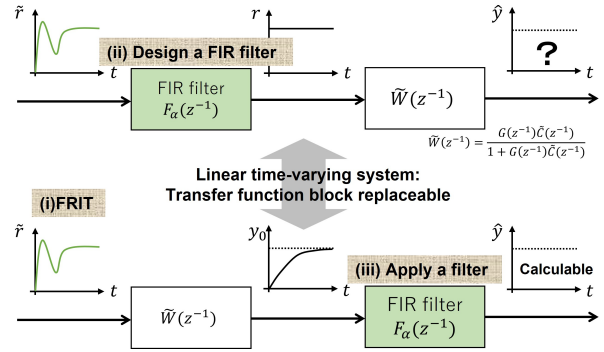 r̃
r
ŷ
(ii) Design a FIR filter
?
t
t
t
FIR filter
F_α(z⁻¹)
W̃(z⁻¹)
W̃(z⁻¹) = G(z⁻¹)C̃(z⁻¹) / 1 + G(z⁻¹)C̃(z⁻¹)
Linear time-varying system:
Transfer function block replaceable
(i)FRIT
r̃
y₀
ŷ
(iii) Apply a filter
Calculable
t
t
t
W̃(z⁻¹)
FIR filter
F_α(z⁻¹)